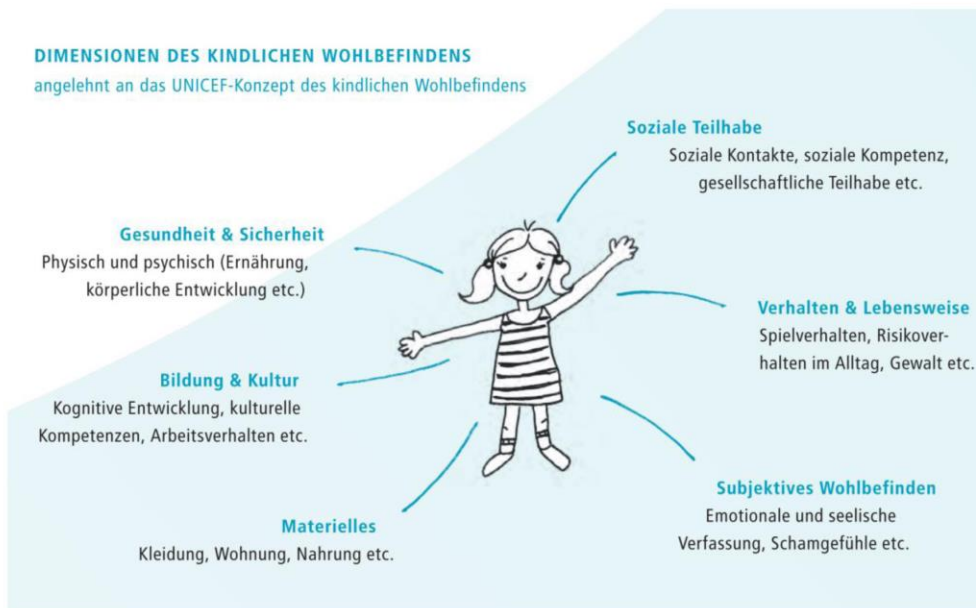 DIMENSIONEN DES KINDLICHEN WOHLBEFINDENS
angelehnt an das UNICEF-Konzept des kindlichen Wohlbefindens
Soziale Teilhabe
Soziale Kontakte, soziale Kompetenz,
gesellschaftliche Teilhabe etc.
Gesundheit & Sicherheit
Physisch und psychisch (Ernährung,
körperliche Entwicklung etc.)
Verhalten & Lebensweise
Spielverhalten, Risikover-
halten im Alltag, Gewalt etc.
Bildung & Kultur
Kognitive Entwicklung, kulturelle
Kompetenzen, Arbeitsverhalten etc.
Subjektives Wohlbefinden
Emotionale und seelische
Verfassung, Schamgefühle etc.
Materielles
Kleidung, Wohnung, Nahrung etc.